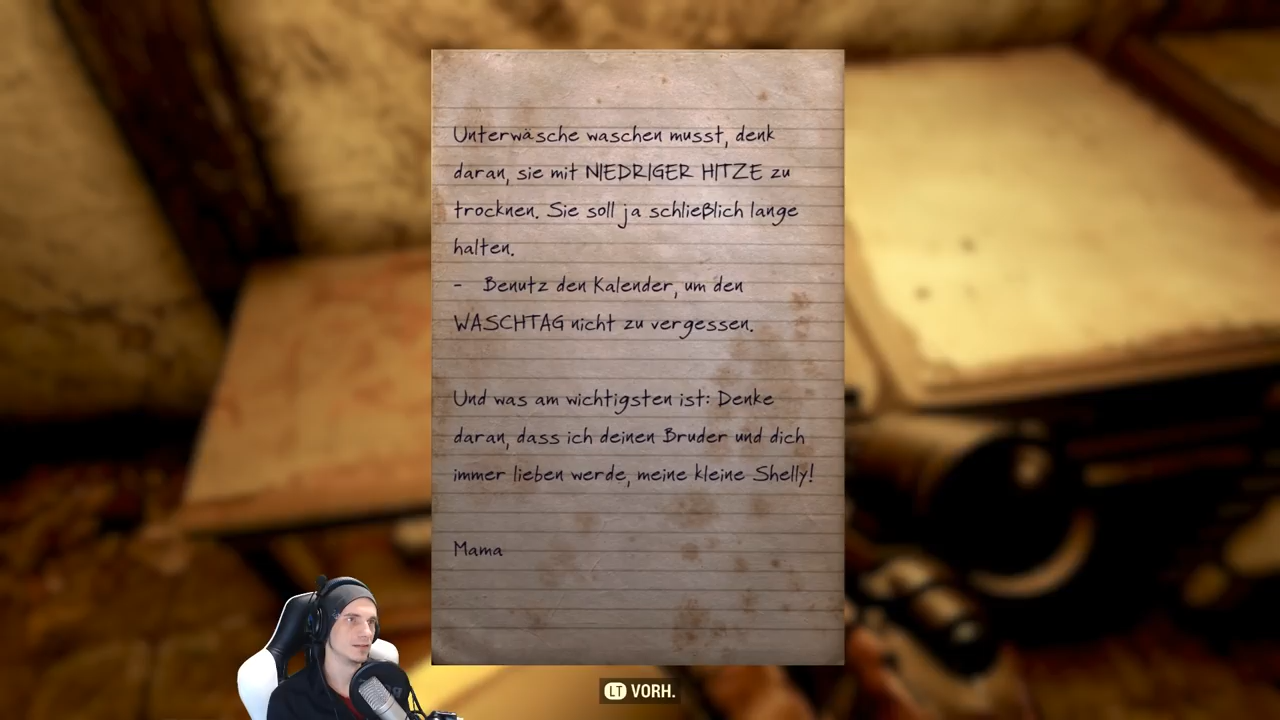 Unterwäsche waschen musst, denk
daran, sie mit NIEDRIGER HITZE zu
trocknen. Sie soll ja schließlich lange
halten.
- Benutz den Kalender, um den
WASCHTAG nicht zu vergessen.
Und was am wichtigsten ist: Denke
daran, dass ich deinen Bruder und dich
immer lieben werde, meine kleine Shelly!
Mama
LT VORH.